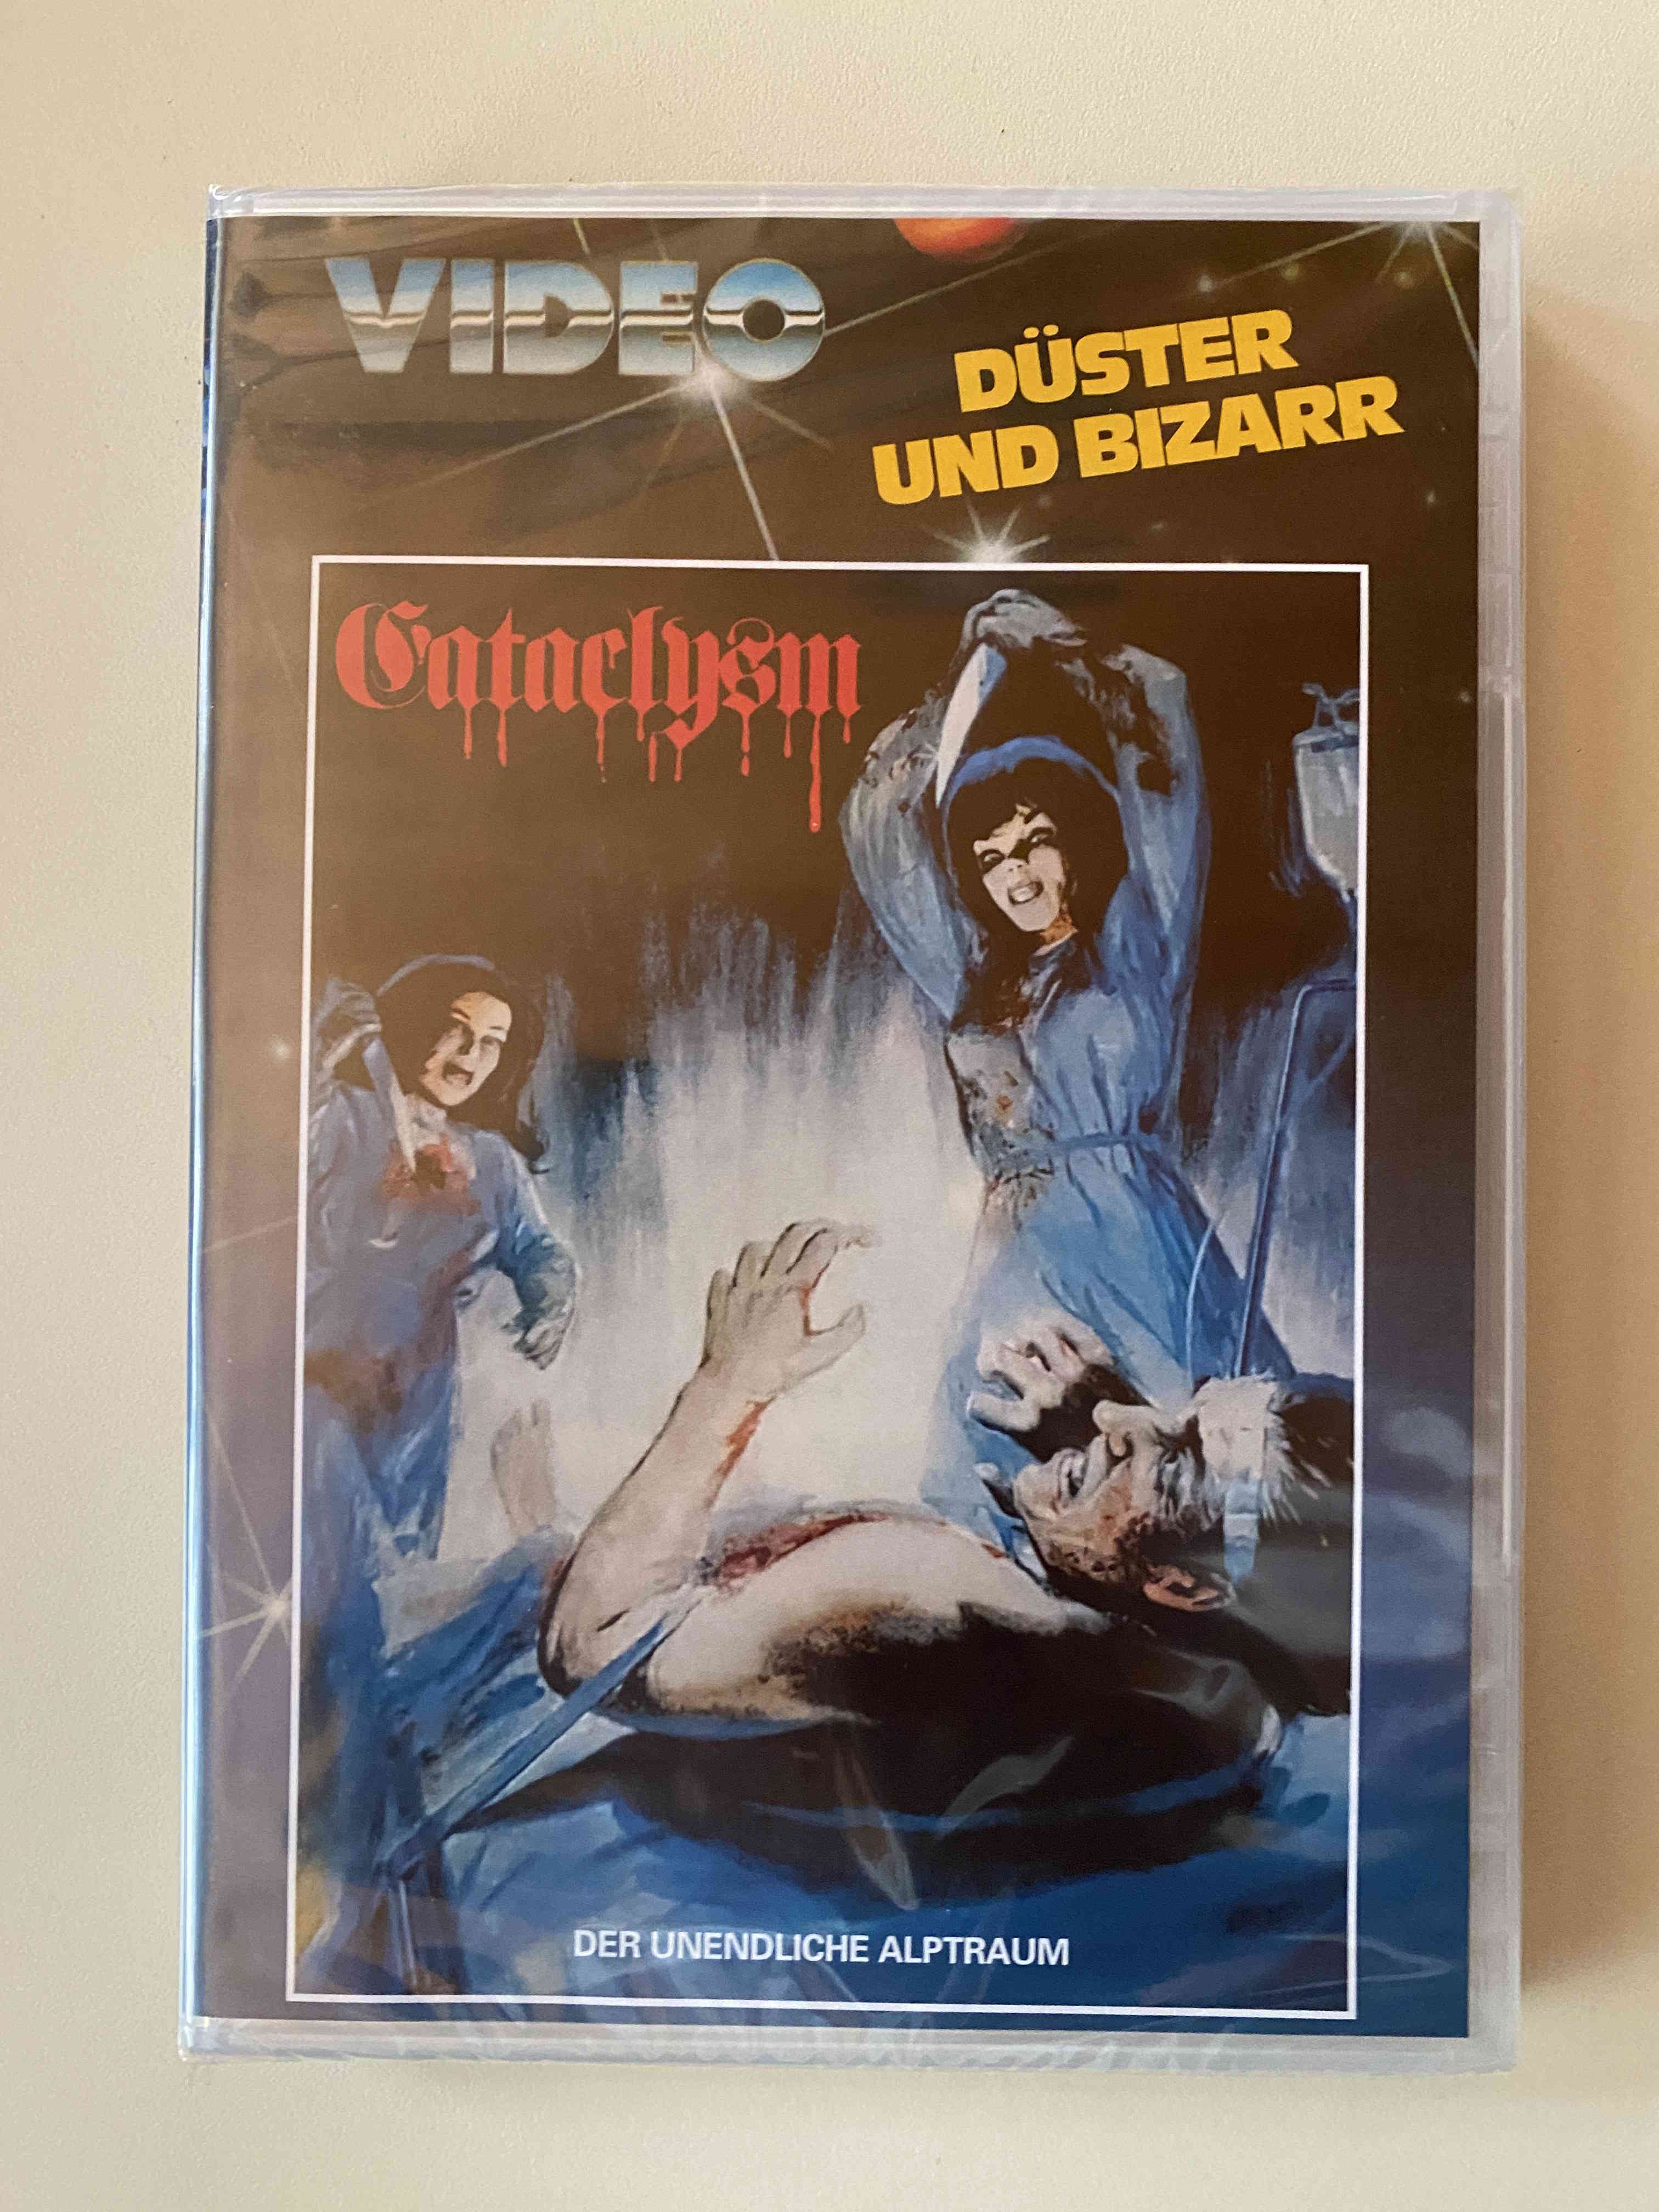 VIDEO
DÜSTER
UND BIZARR
Cataclysm
DER UNENDLICHE ALPTRAUM